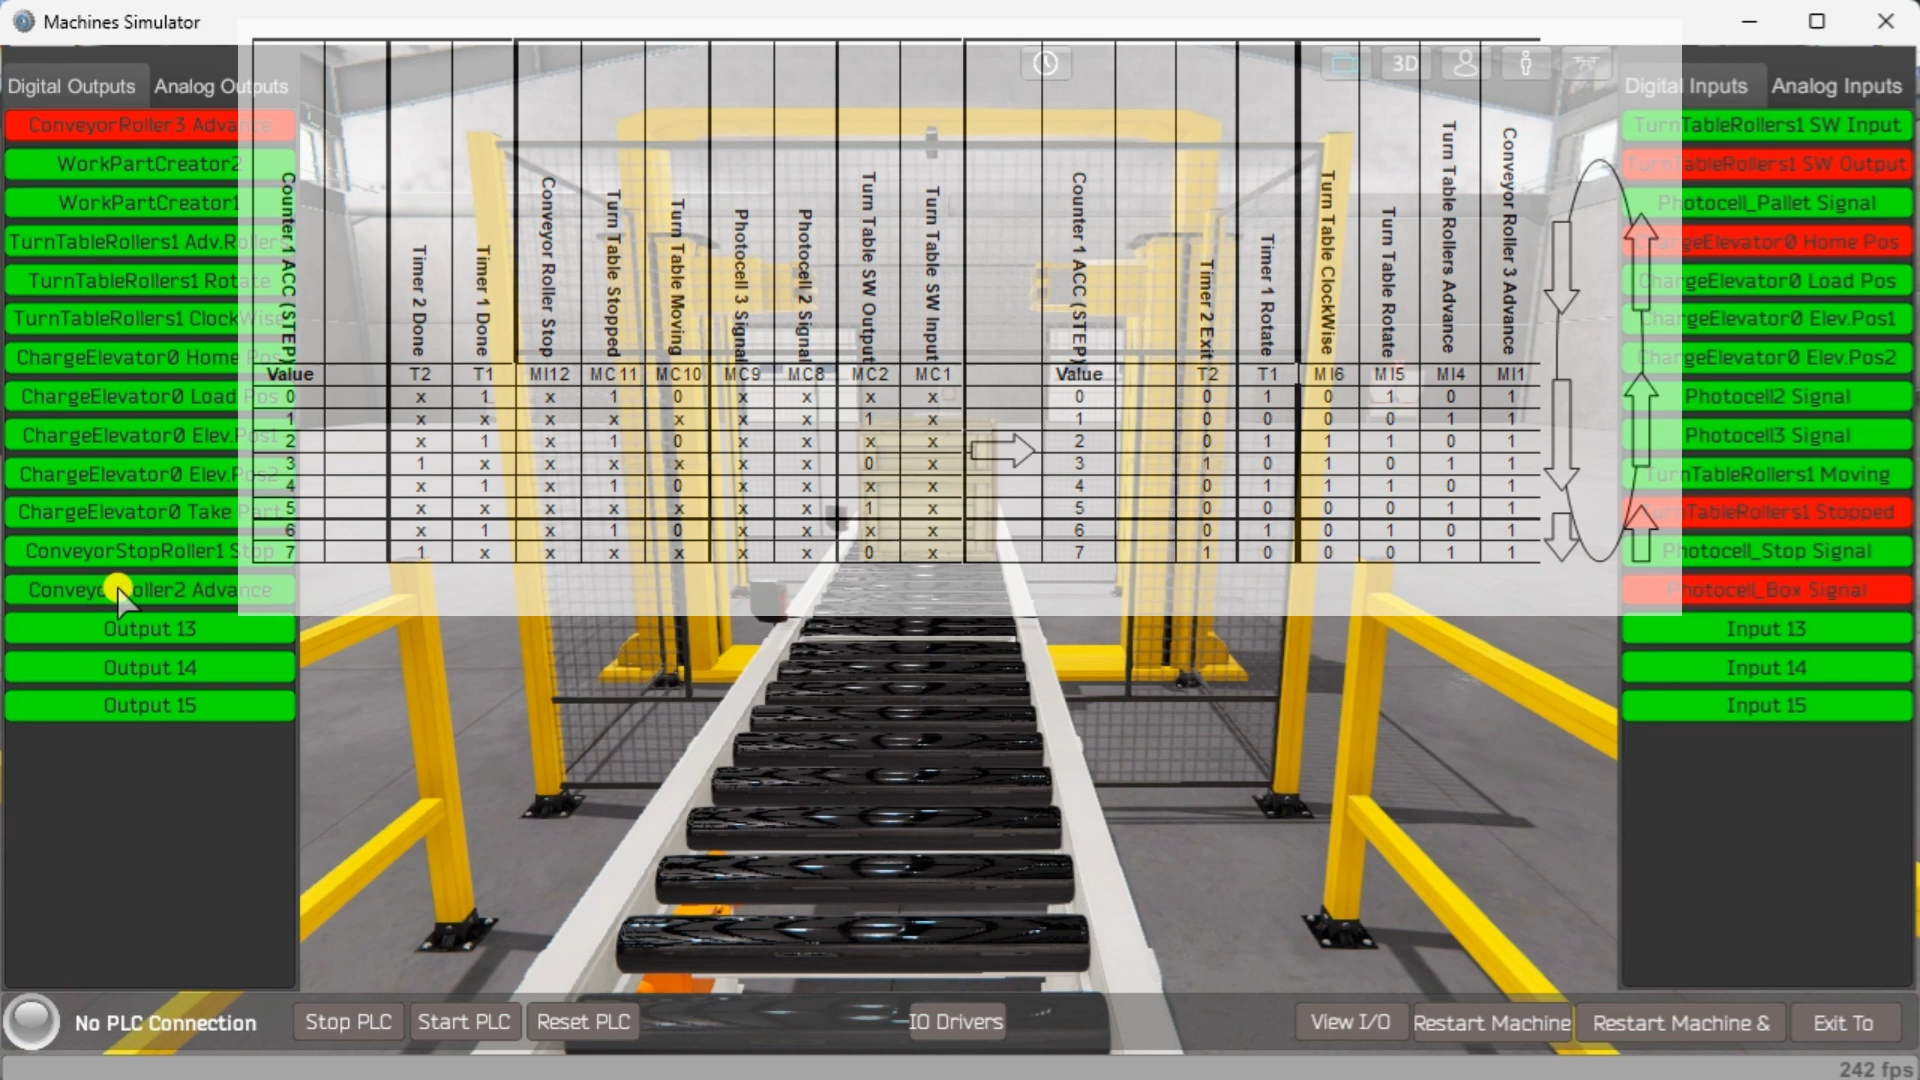 Machines Simulator
Digital Outputs Analog Outputs
ConveyorRoller3 Advance
WorkPartCreator2
WorkPartCreator1
TurnTableRollers1 Adv.Rollers
TurnTableRollers1 Rotate
TurnTableRollers1 ClockWise
ChargeElevator0 Home Pos
ChargeElevator0 Load Pos
ChargeElevator0 Elev.Pos1
ChargeElevator0 Elev.Pos2
ChargeElevator0 Take Part
ConveyorStopRoller1 Stop
ConveyorRoller2 Advance
Output 13
Output 14
Output 15
3D
Counter 1 ACC (STEP)
Timer 2 Done
Timer 1 Done
Conveyor Roller Stop
Turn Table Stopped
Turn Table Moving
Photocell 3 Signal
Photocell 2 Signal
Turn Table SW Output
Turn Table SW Input
Counter 1 ACC (STEP)
Timer 2 Exit
Timer 1 Rotate
Turn Table ClockWise
Turn Table Rotate
Turn Table Rollers Advance
Conveyor Roller 3 Advance
Value T2 T1 MI12 MC11 MC10 MC9 MC8 MC2 MC1 Value T2 T1 MI6 MI5 MI4 MI1
0 x 1 x 1 0 x x x x 0 0 1 0 1 0 1
1 x x x x x x x 1 x 1 0 0 0 0 1 1
2 x 1 x 1 0 x x x x 2 0 1 1 1 0 1
3 1 x x x x x x 0 x 3 1 0 1 0 1 1
4 x 1 x 1 0 x x x x 4 0 1 1 1 0 1
5 x x x x x x x 1 x 5 0 0 0 0 1 1
6 x 1 x 1 0 x x x x 6 0 1 0 1 0 1
7 1 x x x x x x 0 x 7 1 0 0 0 1 1
Digital Inputs Analog Inputs
TurnTableRollers1 SW Input
TurnTableRollers1 SW Output
Photocell_Pallet Signal
ChargeElevator0 Home Pos
ChargeElevator0 Load Pos
ChargeElevator0 Elev.Pos1
ChargeElevator0 Elev.Pos2
Photocell2 Signal
Photocell3 Signal
TurnTableRollers1 Moving
TurnTableRollers1 Stopped
Photocell_Stop Signal
Photocell_Box Signal
Input 13
Input 14
Input 15
No PLC Connection Stop PLC Start PLC Reset PLC IO Drivers View I/O Restart Machine Restart Machine & Exit To
242 fps